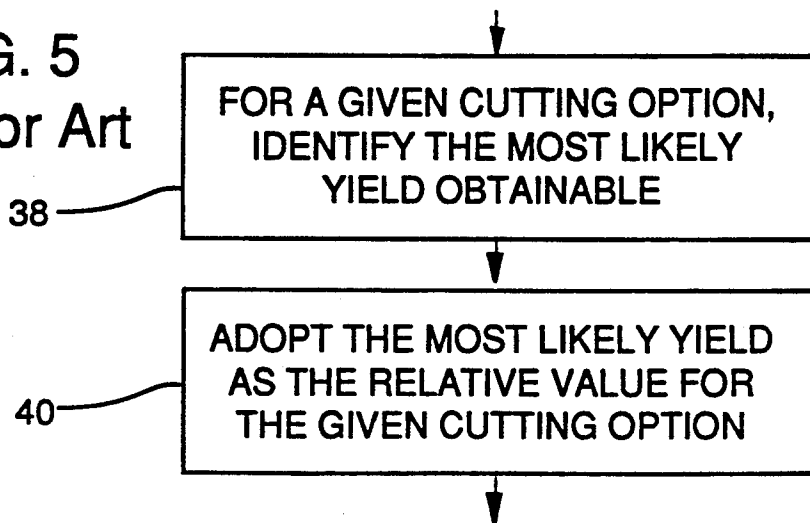 G. 5
or Art
FOR A GIVEN CUTTING OPTION,
IDENTIFY THE MOST LIKELY
YIELD OBTAINABLE
38
ADOPT THE MOST LIKELY YIELD
AS THE RELATIVE VALUE FOR
THE GIVEN CUTTING OPTION
40